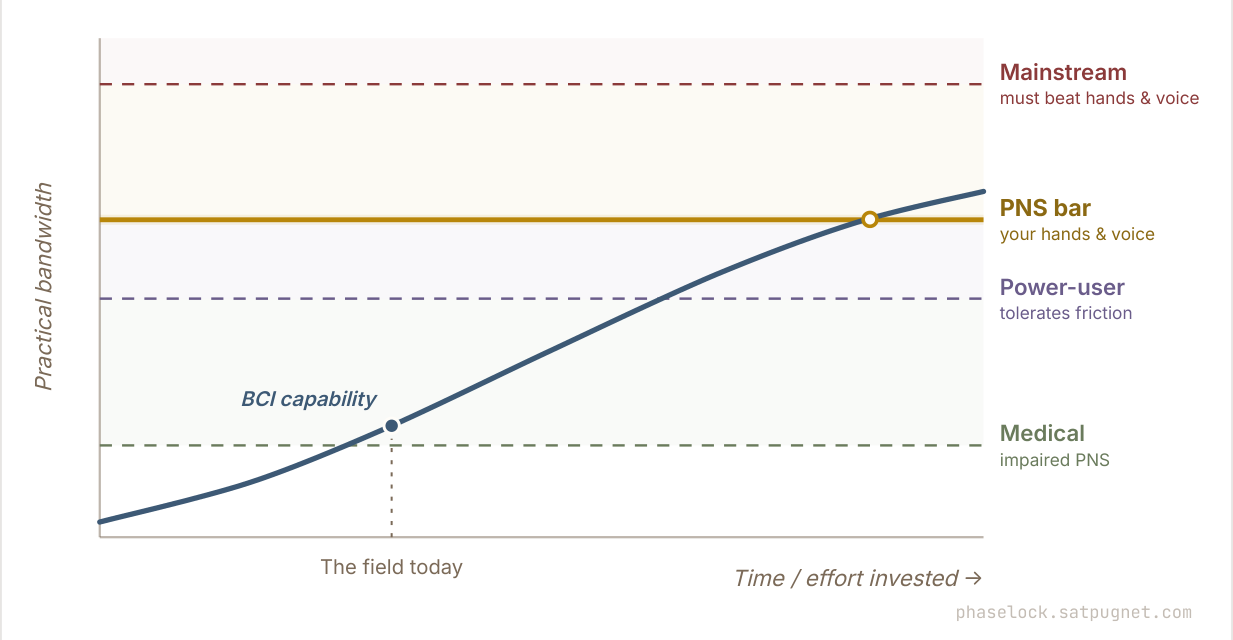 Mainstream
must beat hands & voice
Practical bandwidth
PNS bar
your hands & voice
Power-user
tolerates friction
BCI capability
Medical
impaired PNS
The field today
Time / effort invested →
phaselock.satpugnet.com